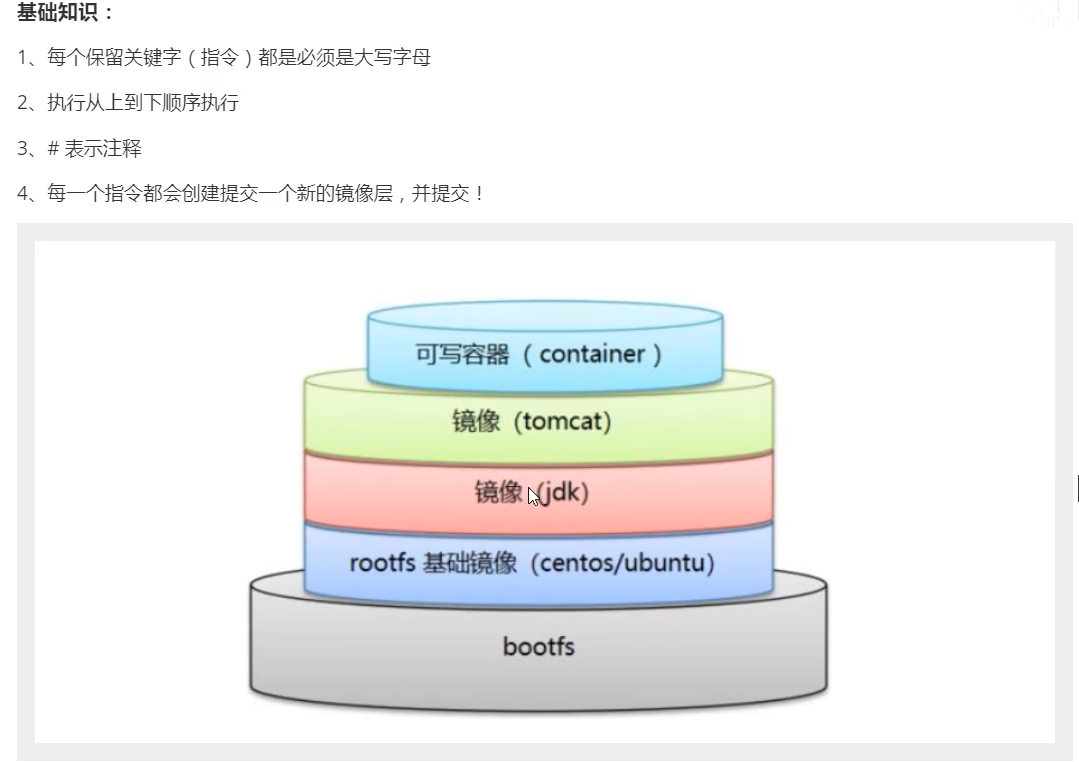 基础知识：
1、每个保留关键字（指令）都是必须是大写字母
2、执行从上到下顺序执行
3、# 表示注释
4、每一个指令都会创建提交一个新的镜像层，并提交！
可写容器（container）
镜像（tomcat）
镜像（jdk）
rootfs 基础镜像（centos/ubuntu）
bootfs